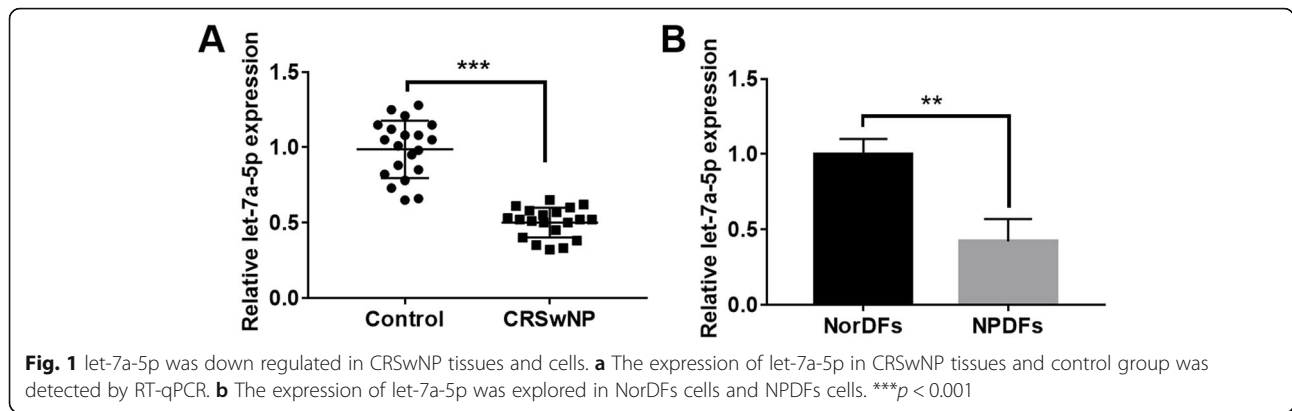 A
Relative let-7a-5p expression
1.5
1.0
0.5
0.0
***
Control
CRSwNP
B
Relative let-7a-5p expression
1.5
1.0
0.5
0.0
**
NorDFs
NPDFs
Fig. 1 let-7a-5p was down regulated in CRSwNP tissues and cells. a The expression of let-7a-5p in CRSwNP tissues and control group was
detected by RT-qPCR. b The expression of let-7a-5p was explored in NorDFs cells and NPDFs cells. ***p < 0.001